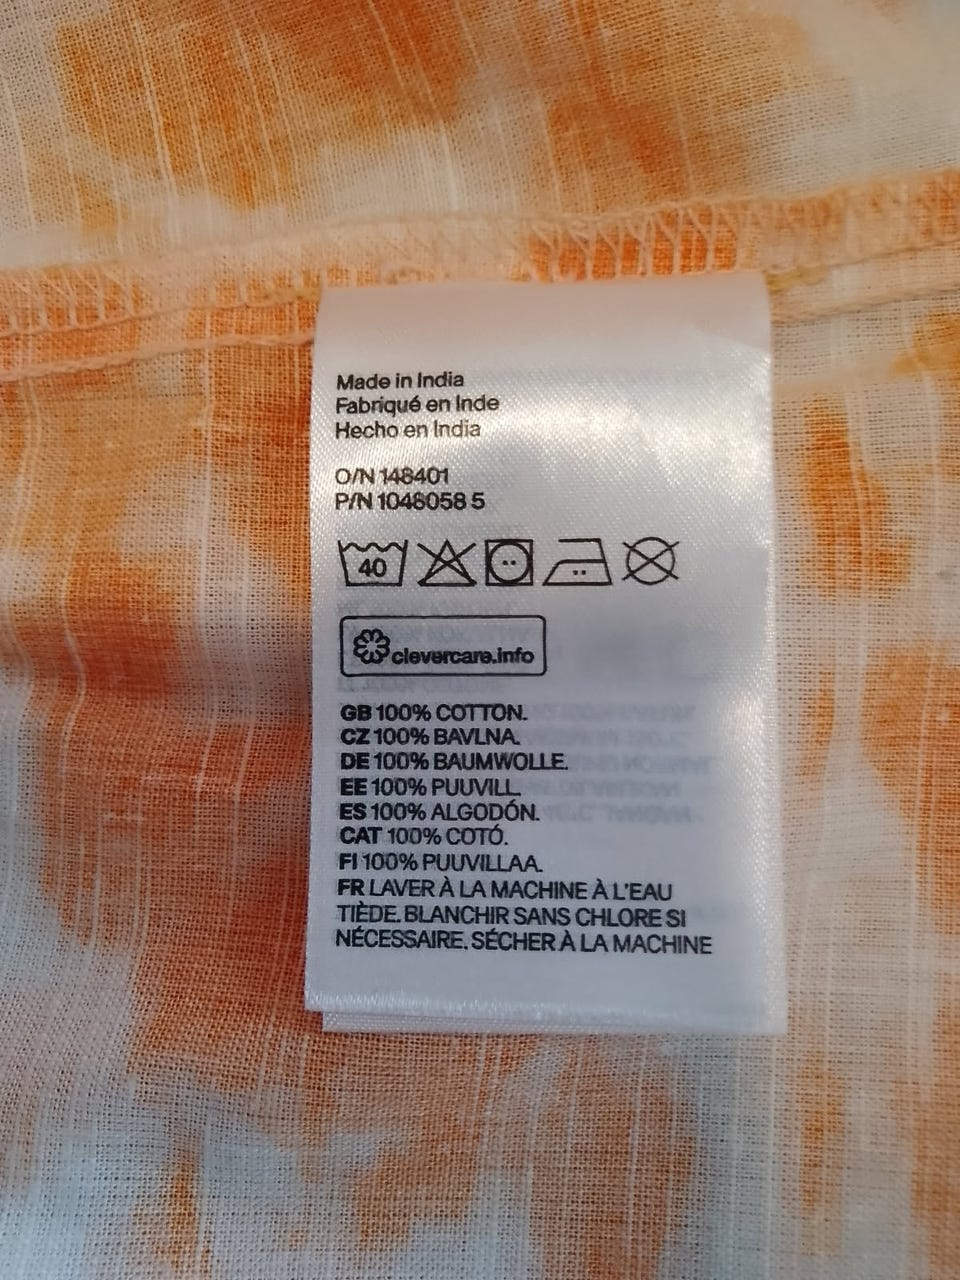 Made in India
Fabriqué en Inde
Hecho en India
O/N 148401
P/N 1048058 5
40
clevercare.info
GB 100% COTTON.
CZ 100% BAVLNA.
DE 100% BAUMWOLLE.
EE 100% PUUVILL.
ES 100% ALGODÓN.
CAT 100% COTÓ.
FI 100% PUUVILLAA.
FR LAVER À LA MACHINE À L'EAU
TIÈDE. BLANCHIR SANS CHLORE SI
NÉCESSAIRE. SÉCHER À LA MACHINE